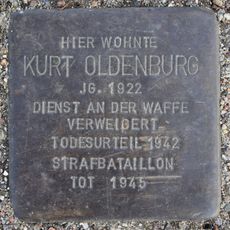 HIER WOHNTE
KURT OLDENBURG
JG. 1922
DIENST AN DER WAFFE
VERWEIGERT
TODESURTEIL 1942
STRAFBATAILLON
TOT 1945